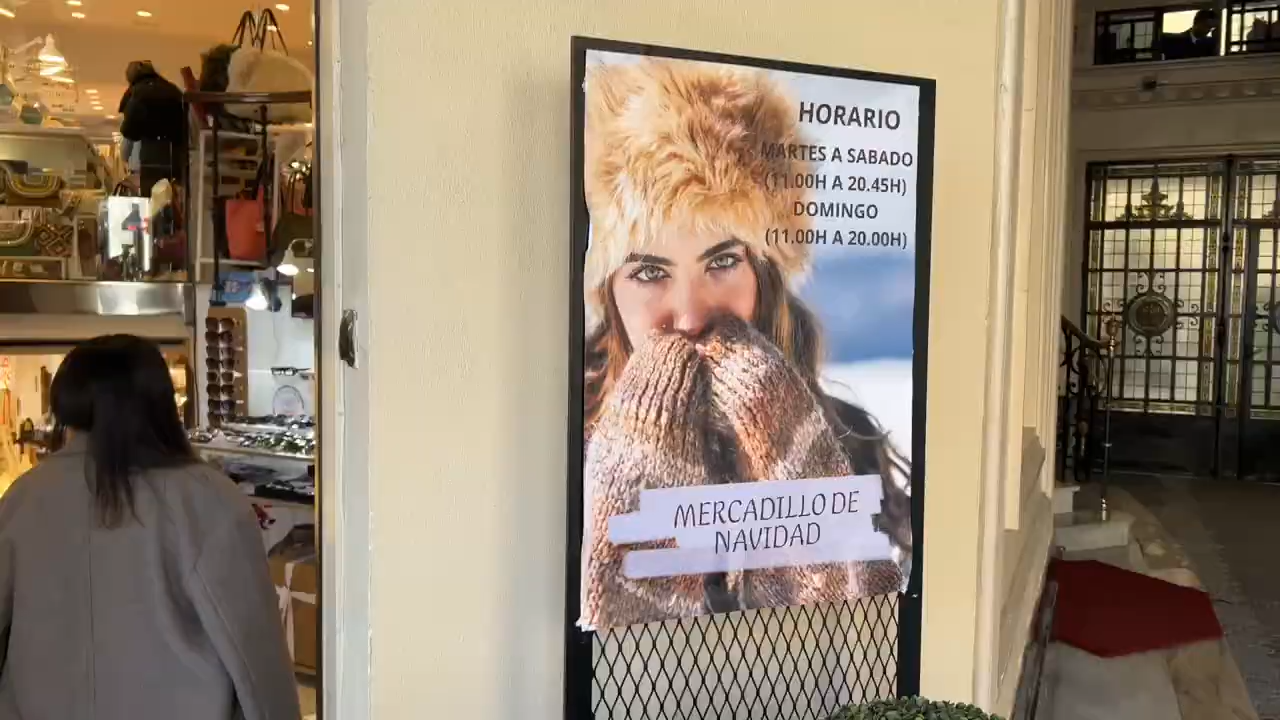 HORARIO
MARTES A SABADO
(11.00H A 20.45H)
DOMINGO
(11.00H A 20.00H)
MERCADILLO DE
NAVIDAD